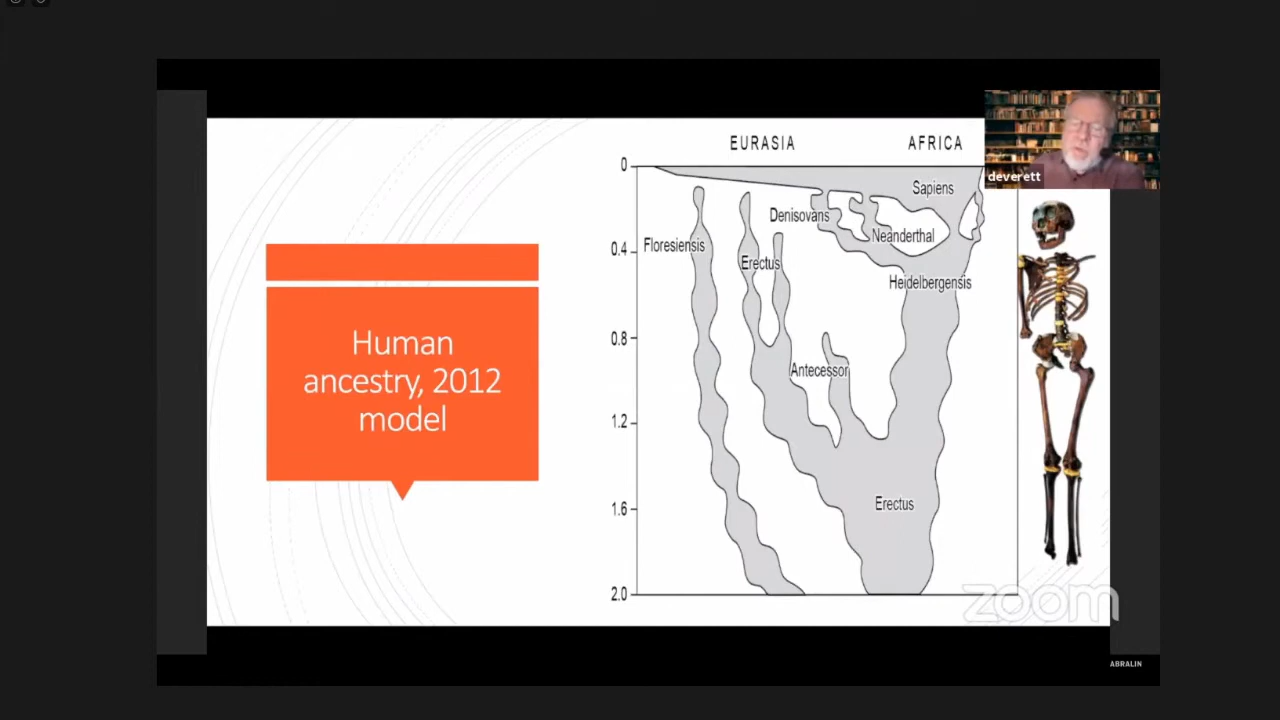 EURASIA AFRICA
deverett
0
Sapiens
Denisovans
Neanderthal
Floresiensis
0.4
Erectus
Heidelbergensis
0.8
Human
ancestry, 2012
model
Antecessor
1.2
Erectus
1.6
2.0
zoom
ABRALIN